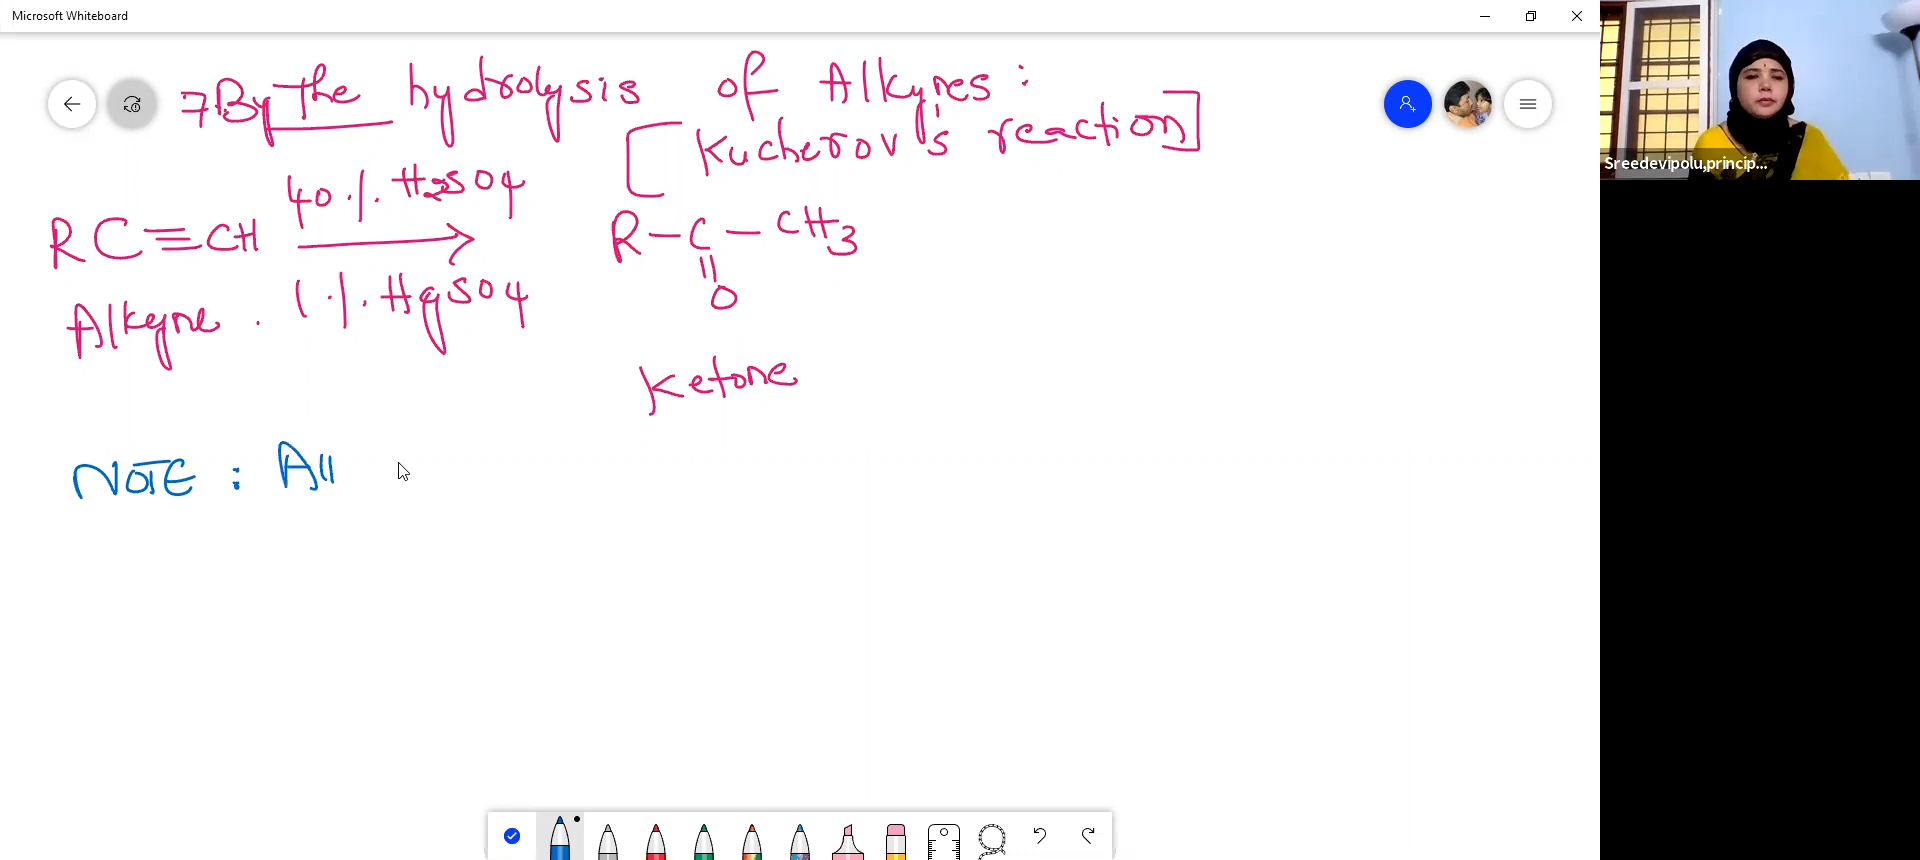 Microsoft Whiteboard
7 By the hydrolysis of Alkynes :
[Kucherov's reaction]
40 % H2SO4
RC≡CH → R-C-CH3
1 % HgSO4
||
O
Alkyne .
Ketone
NOTE : All
Sreedevipolu,princip...